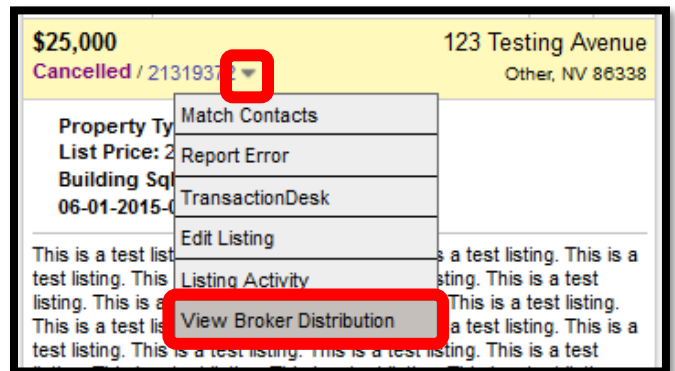 $25,000 123 Testing Avenue
Cancelled / 21319372 Other, NV 86338
Property Ty
List Price: 2
Building Sql
06-01-2015-0
Match Contacts
Report Error
TransactionDesk
Edit Listing
Listing Activity
View Broker Distribution
This is a test list s a test listing. This is a
test listing. This sting. This is a test
listing. This is a This is a test listing.
This is a test lis a test listing. This is a
test listing. This is a test listing. This is a test listing. This is a test